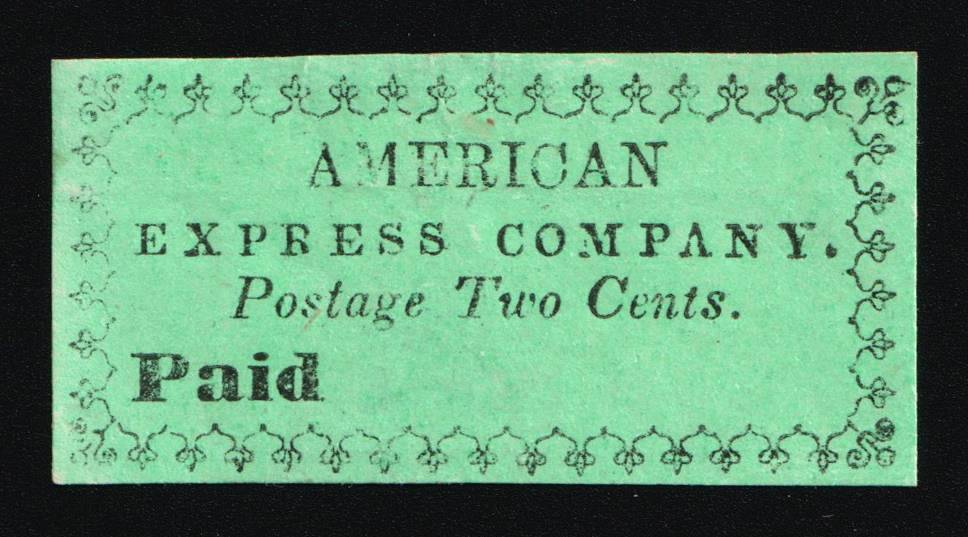 AMERICAN
EXPRESS COMPANY.
Postage Two Cents.
Paid